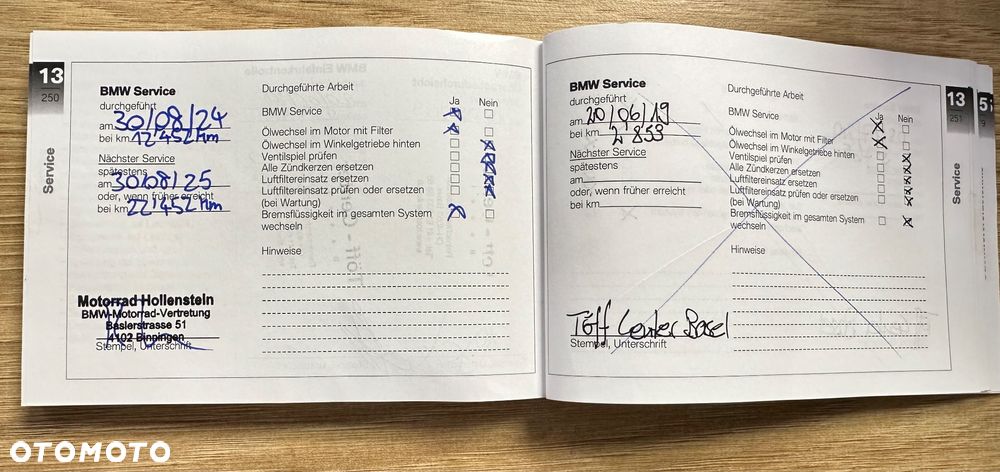 13
250
Service
BMW Service
durchgeführt
am 30/08/24
bei km 12 452 km
Nächster Service
spätestens
am 30/08/25
oder, wenn früher erreicht
bei km 22 452 km
Motorrad Hollenstein
BMW-Motorrad-Vertretung
Baslerstrasse 51
4102 Binningen
Stempel, Unterschrift
Durchgeführte Arbeit
Ja Nein
BMW Service
Ölwechsel im Motor mit Filter
Ölwechsel im Winkelgetriebe hinten
Ventilspiel prüfen
Alle Zündkerzen ersetzen
Luftfiltereinsatz ersetzen
Luftfiltereinsatz prüfen oder ersetzen
(bei Wartung)
Bremsflüssigkeit im gesamten System
wechseln
Hinweise
BMW Service
durchgeführt
am 20/06/19
bei km 2 859
Nächster Service
spätestens
am
oder, wenn früher erreicht
bei km
Töff Center Basel
Stempel, Unterschrift
Durchgeführte Arbeit
Ja Nein
BMW Service
Ölwechsel im Motor mit Filter
Ölwechsel im Winkelgetriebe hinten
Ventilspiel prüfen
Alle Zündkerzen ersetzen
Luftfiltereinsatz ersetzen
Luftfiltereinsatz prüfen oder ersetzen
(bei Wartung)
Bremsflüssigkeit im gesamten System
wechseln
Hinweise
13
251
Service
OTOMOTO